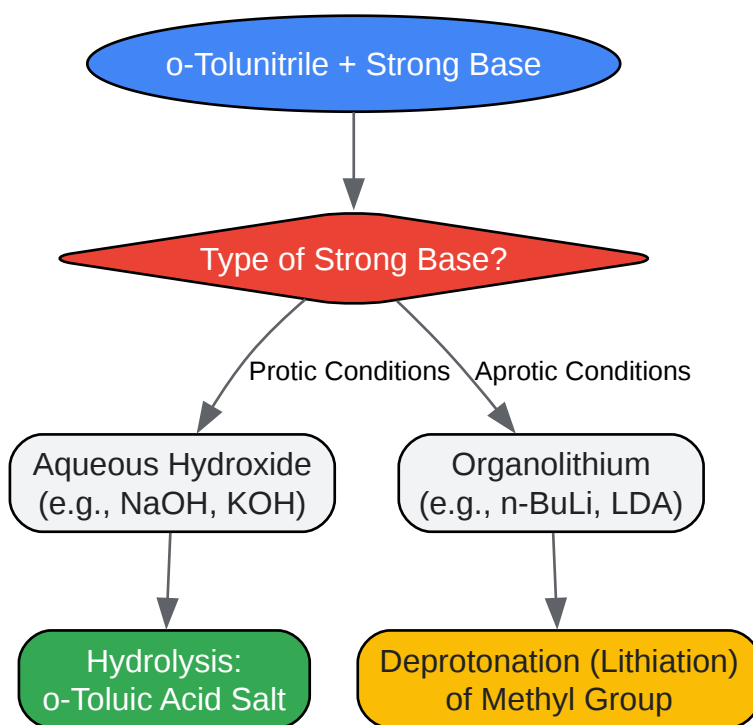 o-Tolunitrile + Strong Base
Type of Strong Base?
Protic Conditions
Aprotic Conditions
Aqueous Hydroxide
(e.g., NaOH, KOH)
Organolithium
(e.g., n-BuLi, LDA)
Hydrolysis:
o-Toluic Acid Salt
Deprotonation (Lithiation)
of Methyl Group